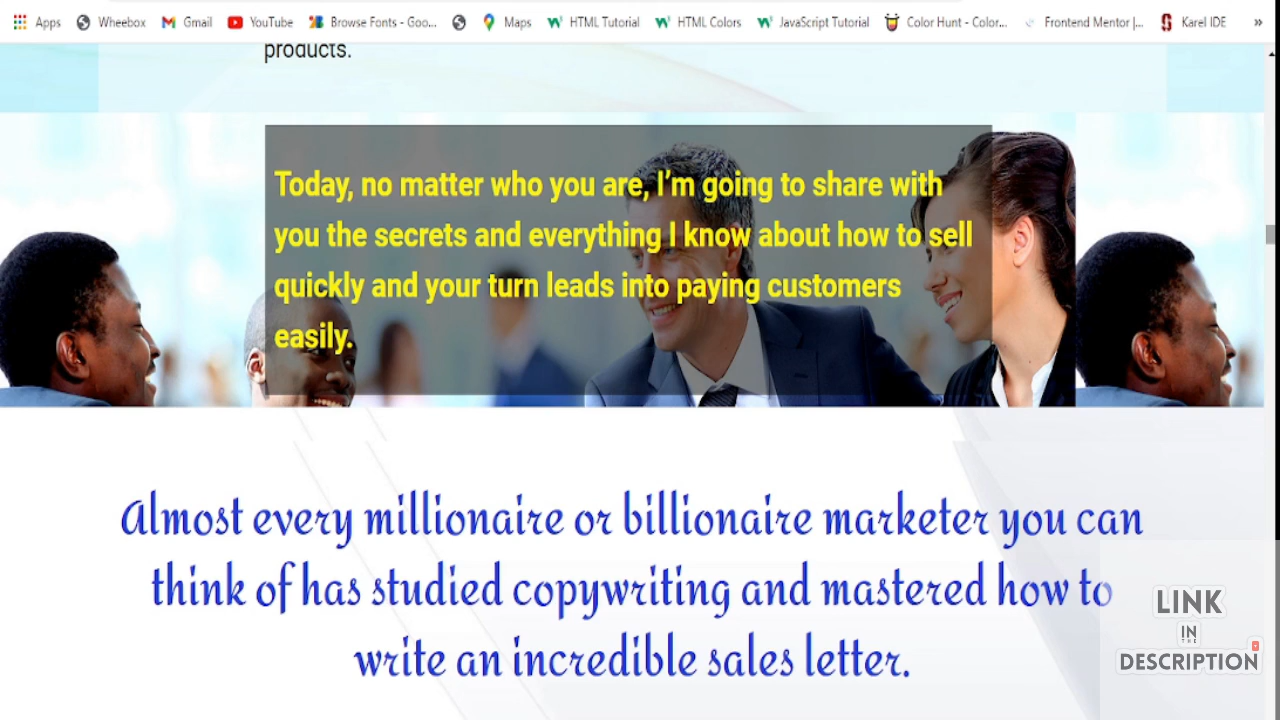 Apps Wheebox Gmail YouTube Browse Fonts - Goo... Maps HTML Tutorial HTML Colors JavaScript Tutorial Color Hunt - Color... Frontend Mentor |... Karel IDE »
products.
Today, no matter who you are, I’m going to share with
you the secrets and everything I know about how to sell
quickly and your turn leads into paying customers
easily.
Almost every millionaire or billionaire marketer you can
think of has studied copywriting and mastered how to
write an incredible sales letter.
LINK
IN
THE
DESCRIPTION